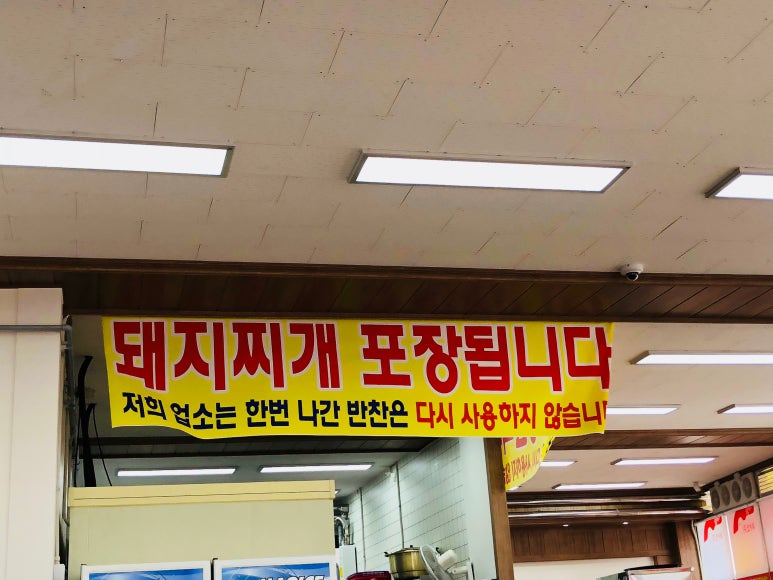 돼지찌개 포장됩니다
저희 업소는 한번 나간 반찬은 다시 사용하지 않습니